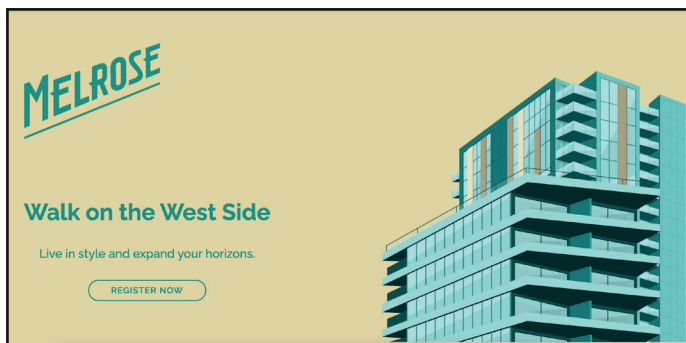 MELROSE
Walk on the West Side
Live in style and expand your horizons.
REGISTER NOW